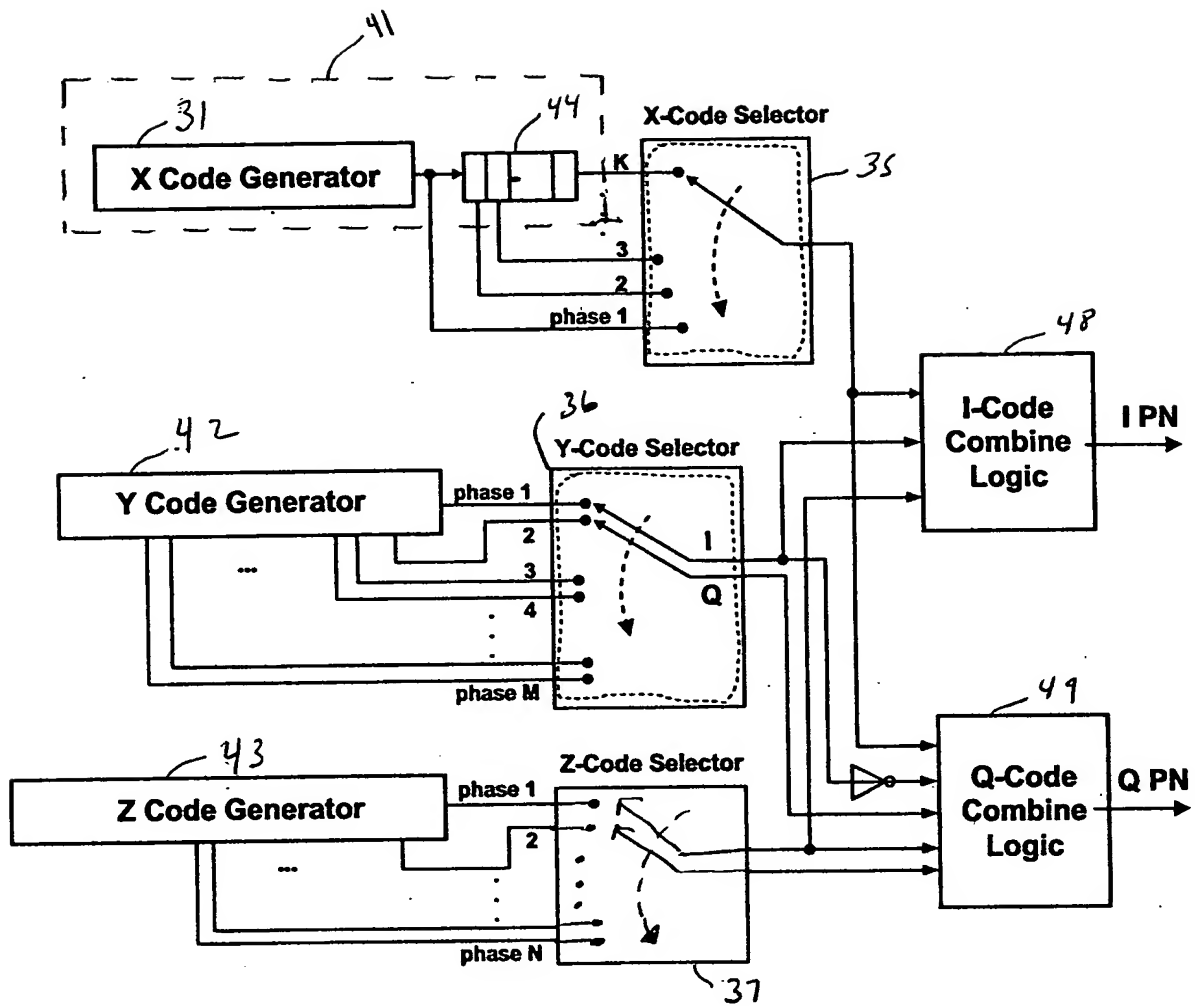 41
31
44
X-Code Selector
X Code Generator
K
35
3
2
phase 1
48
I-Code
Combine
Logic
I PN
42
36
Y-Code Selector
Y Code Generator
phase 1
2
...
3
4
I
Q
phase M
49
43
Z-Code Selector
Z Code Generator
phase 1
2
...
phase N
37
Q-Code
Combine
Logic
Q PN